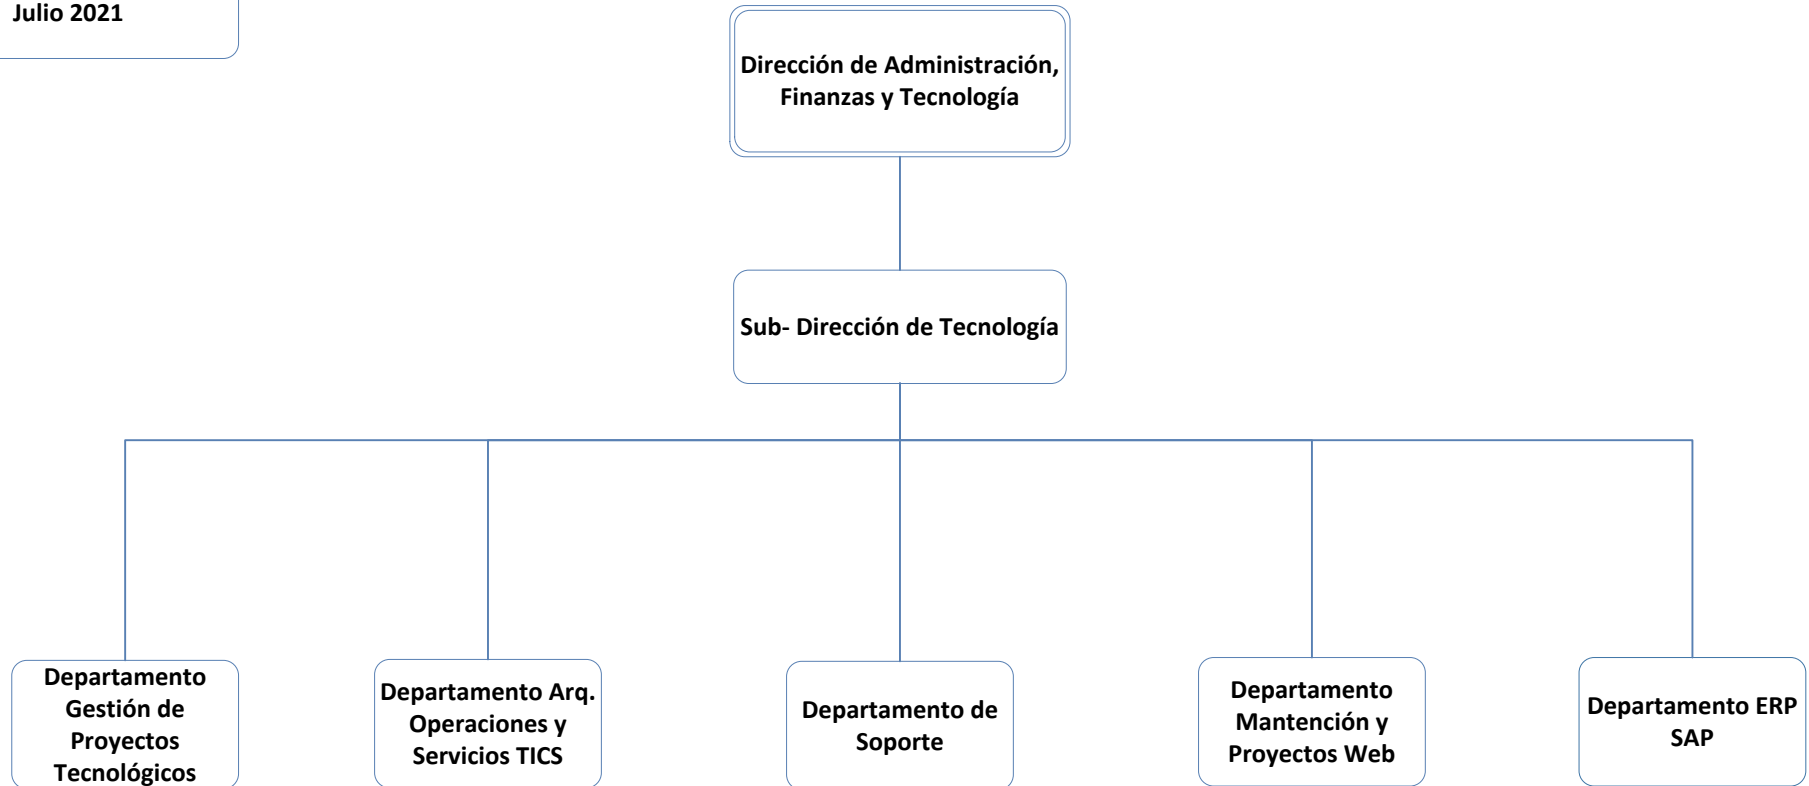 Julio 2021
Dirección de Administración,
Finanzas y Tecnología
Sub- Dirección de Tecnología
Departamento
Gestión de
Proyectos
Tecnológicos
Departamento Arq.
Operaciones y
Servicios TICS
Departamento de
Soporte
Departamento
Mantención y
Proyectos Web
Departamento ERP
SAP